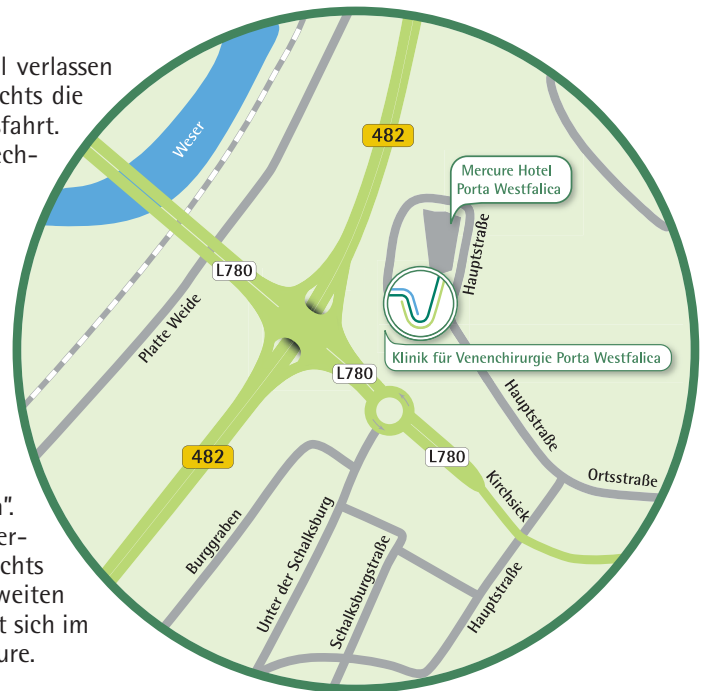 l verlassen
chts die
sfahrt.
ech-
n".
er-
chts
weiten
t sich im
ure.
Weser
482
Mercure Hotel
Porta Westfalica
Hauptstraße
L780
Platte Weide
Klinik für Venenchirurgie Porta Westfalica
L780
Hauptstraße
482
L780
Ortsstraße
Kirchsiek
Burggraben
Unter der Schalksburg
Schalksburgstraße
Hauptstraße